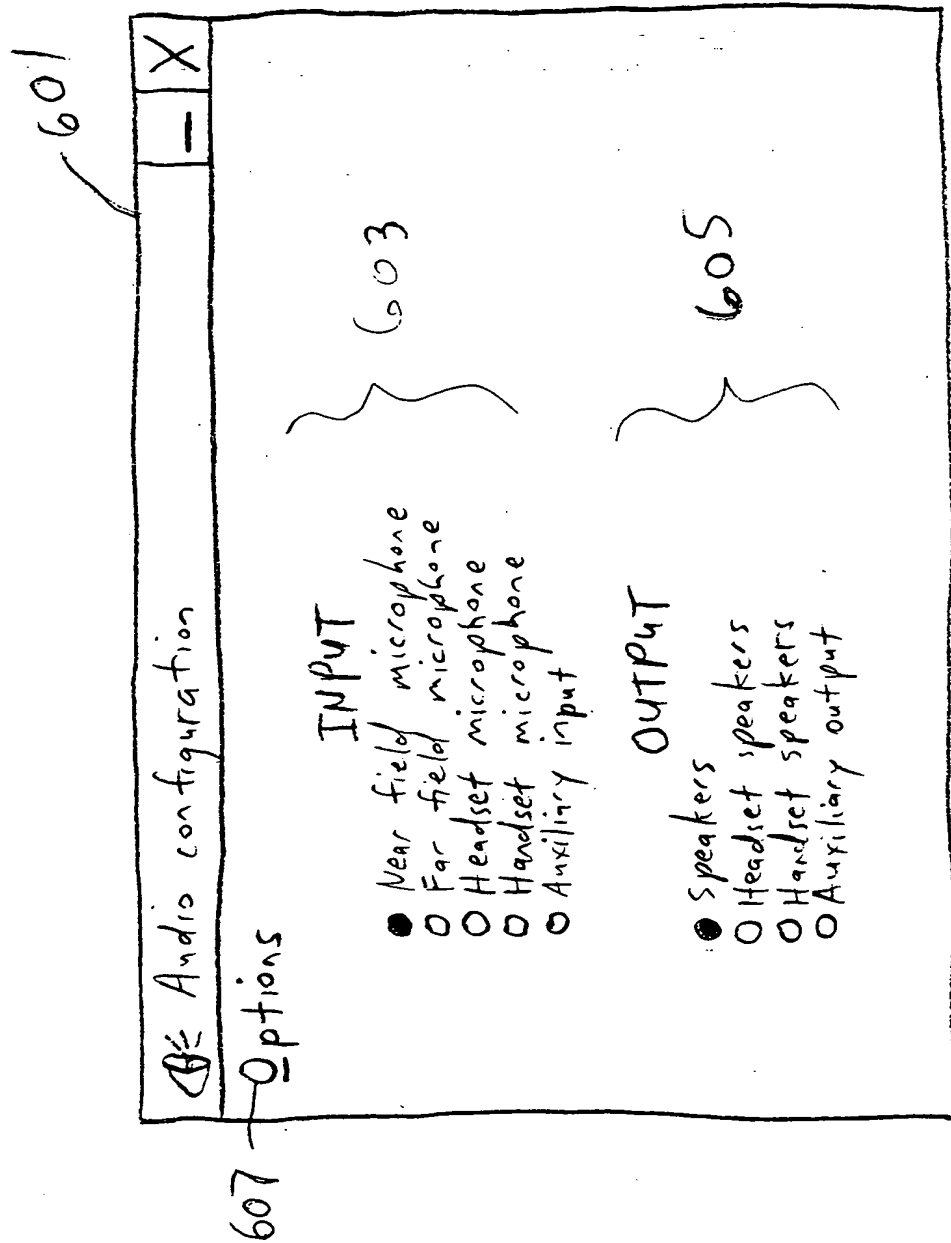 601
Audio configuration
_ X
607
Options
INPUT
Near field microphone
Far field microphone
Headset microphone
Handset microphone
Auxiliary input
603
OUTPUT
Speakers
Headset speakers
Handset speakers
Auxiliary output
605